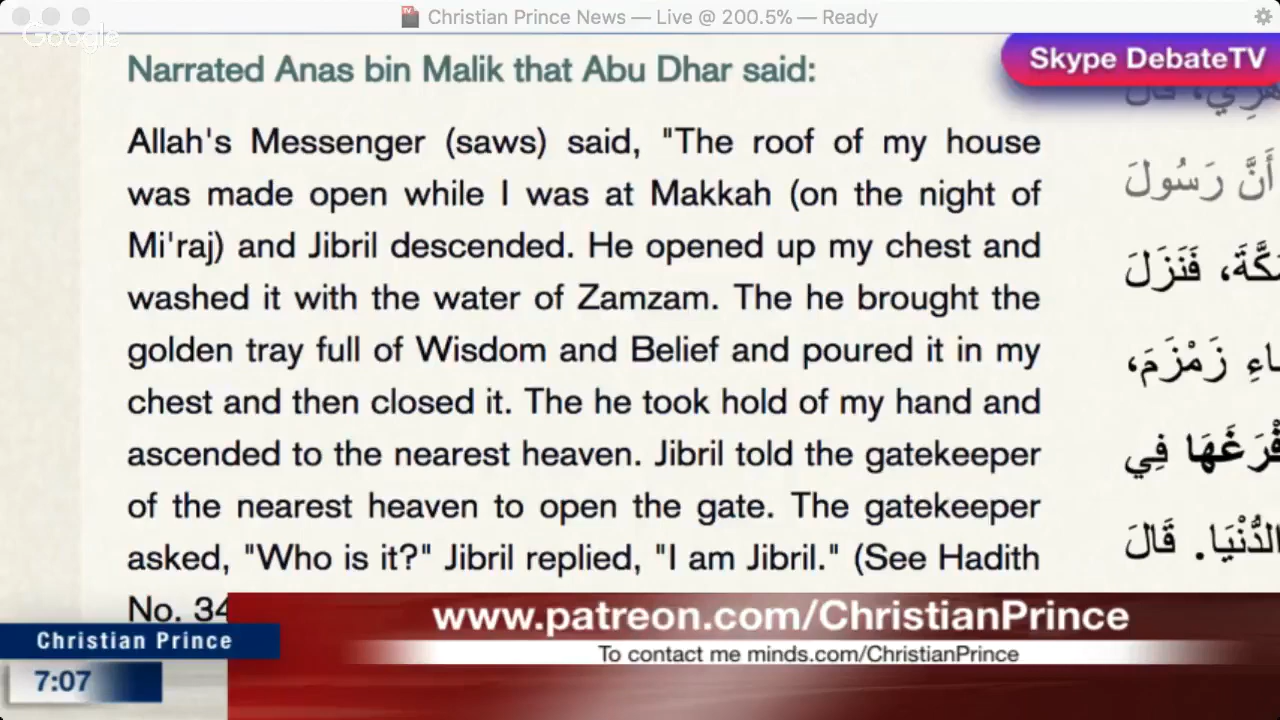 Christian Prince News — Live @ 200.5% — Ready
Google
Skype DebateTV
Narrated Anas bin Malik that Abu Dhar said:
Allah's Messenger (saws) said, "The roof of my house
was made open while I was at Makkah (on the night of
Mi'raj) and Jibril descended. He opened up my chest and
washed it with the water of Zamzam. The he brought the
golden tray full of Wisdom and Belief and poured it in my
chest and then closed it. The he took hold of my hand and
ascended to the nearest heaven. Jibril told the gatekeeper
of the nearest heaven to open the gate. The gatekeeper
asked, "Who is it?" Jibril replied, "I am Jibril." (See Hadith
No. 34
أَنَّ رَسُولَ
فَنَزَلَ
زَمْزَمَ،
فِي
الدُّنْيَا. قَالَ
www.patreon.com/ChristianPrince
To contact me minds.com/ChristianPrince
Christian Prince
7:07